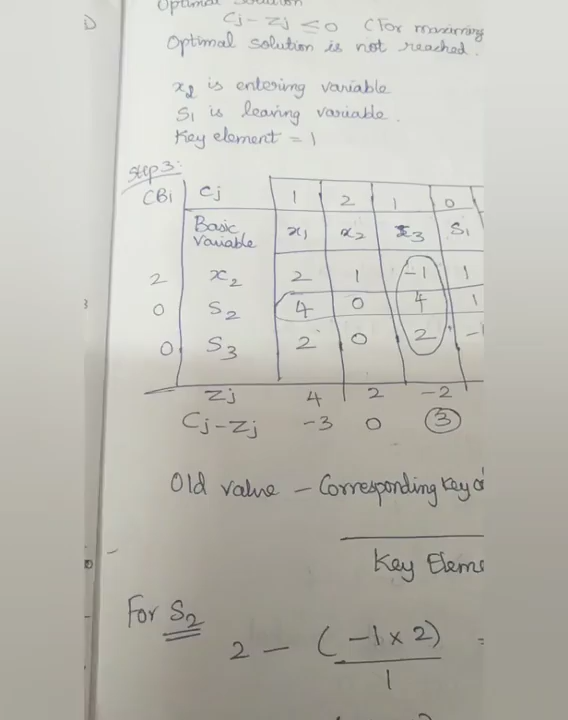 Optimal Solution
Cj - Zj ≤ 0 (For
Optimal solution is not reached.
x2 is entering variable
S1 is leaving variable.
Key element = 1
Step 3:
CBi Cj 1 2 1 0
Basic Variable x1 x2 x3 S1
2 x2 2 1 -1 1
0 S2 4 0 4 1
0 S3 2 0 2
Zj 4 2 -2
Cj-Zj -3 0 3
Old value - Corresponding Key
Key Eleme
For S2
2 - (-1 x 2) =
1